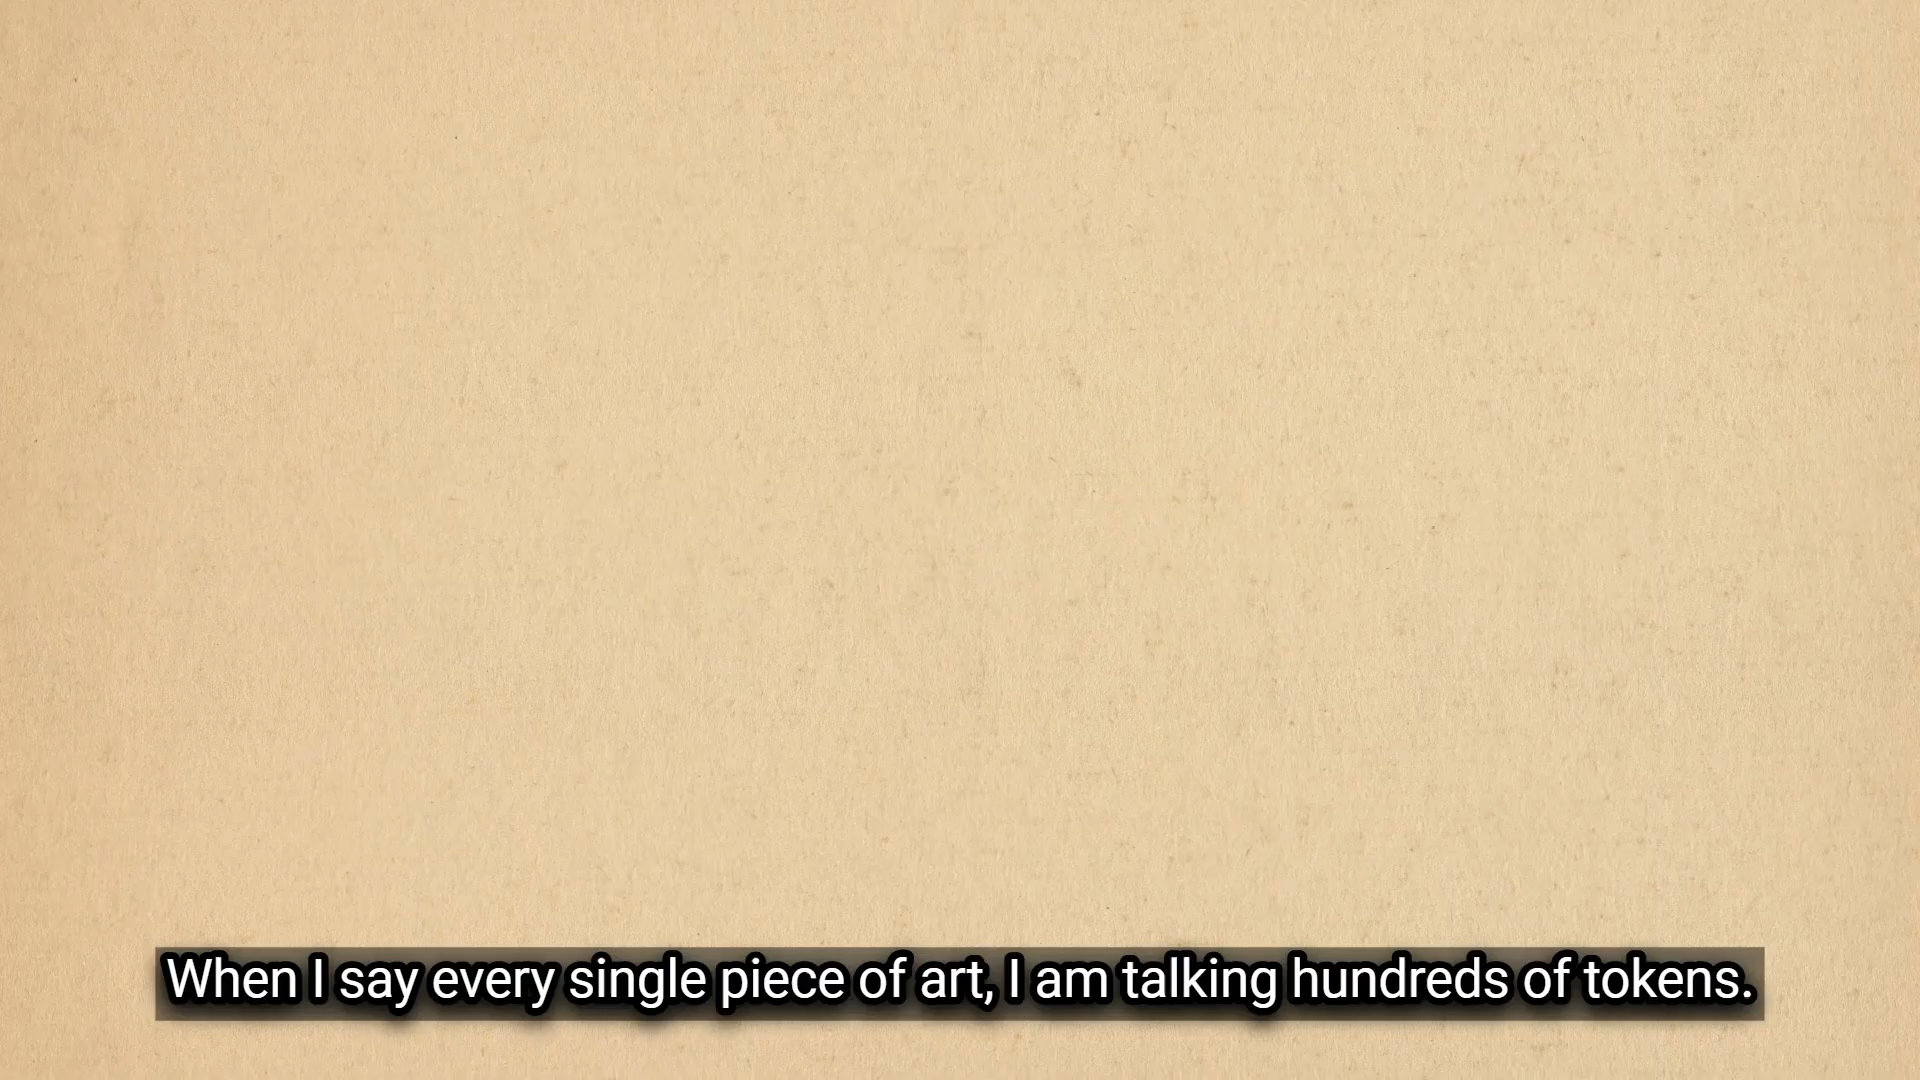 When I say every single piece of art, I am talking hundreds of tokens.